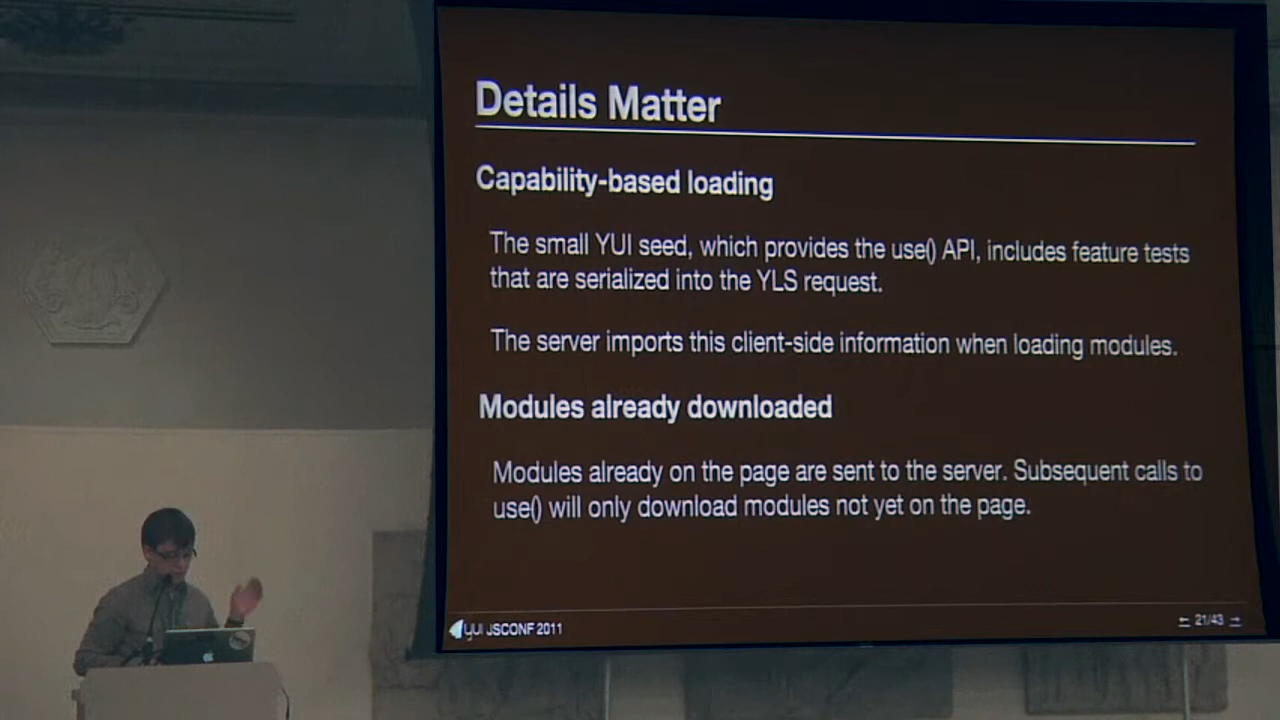 Details Matter
Capability-based loading
The small YUI seed, which provides the use() API, includes feature tests
that are serialized into the YLS request.
The server imports this client-side information when loading modules.
Modules already downloaded
Modules already on the page are sent to the server. Subsequent calls to
use() will only download modules not yet on the page.
YUI JSCONF 2011
← 21/43 →